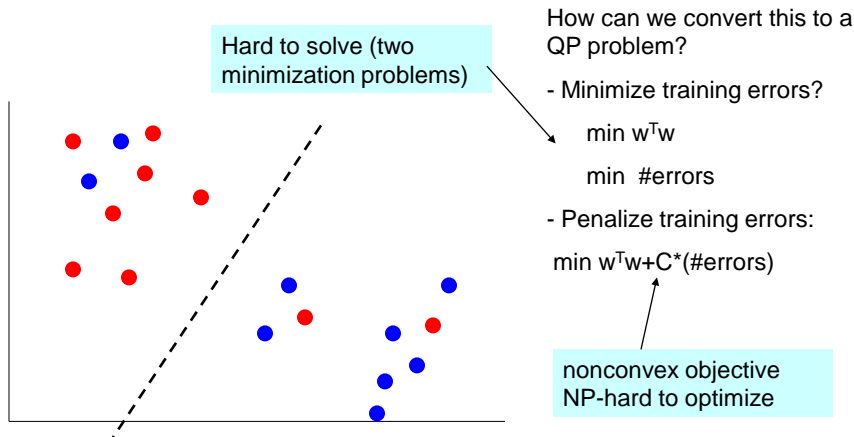 Hard to solve (two
minimization problems)
How can we convert this to a
QP problem?
- Minimize training errors?
min wᵀw
min #errors
- Penalize training errors:
min wᵀw+C*(#errors)
nonconvex objective
NP-hard to optimize